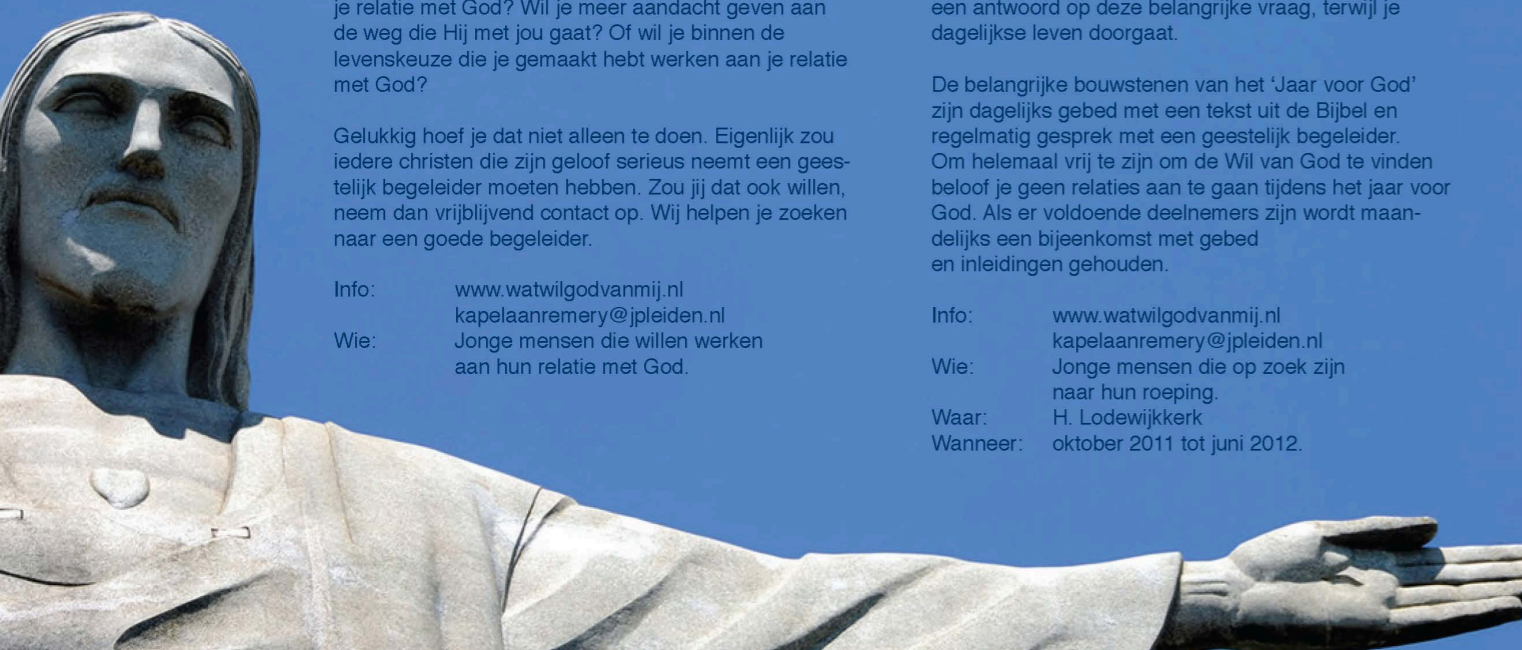 je relatie met God? Wil je meer aandacht geven aan
de weg die Hij met jou gaat? Of wil je binnen de
levenskeuze die je gemaakt hebt werken aan je relatie
met God?
Gelukkig hoef je dat niet alleen te doen. Eigenlijk zou
iedere christen die zijn geloof serieus neemt een gees-
telijk begeleider moeten hebben. Zou jij dat ook willen,
neem dan vrijblijvend contact op. Wij helpen je zoeken
naar een goede begeleider.
Info: www.watwilgodvanmij.nl
kapelaanremery@jpleiden.nl
Wie: Jonge mensen die willen werken
aan hun relatie met God.
een antwoord op deze belangrijke vraag, terwijl je
dagelijkse leven doorgaat.
De belangrijke bouwstenen van het ‘Jaar voor God’
zijn dagelijks gebed met een tekst uit de Bijbel en
regelmatig gesprek met een geestelijk begeleider.
Om helemaal vrij te zijn om de Wil van God te vinden
beloof je geen relaties aan te gaan tijdens het jaar voor
God. Als er voldoende deelnemers zijn wordt maan-
delijks een bijeenkomst met gebed
en inleidingen gehouden.
Info: www.watwilgodvanmij.nl
kapelaanremery@jpleiden.nl
Wie: Jonge mensen die op zoek zijn
naar hun roeping.
Waar: H. Lodewijkkerk
Wanneer: oktober 2011 tot juni 2012.